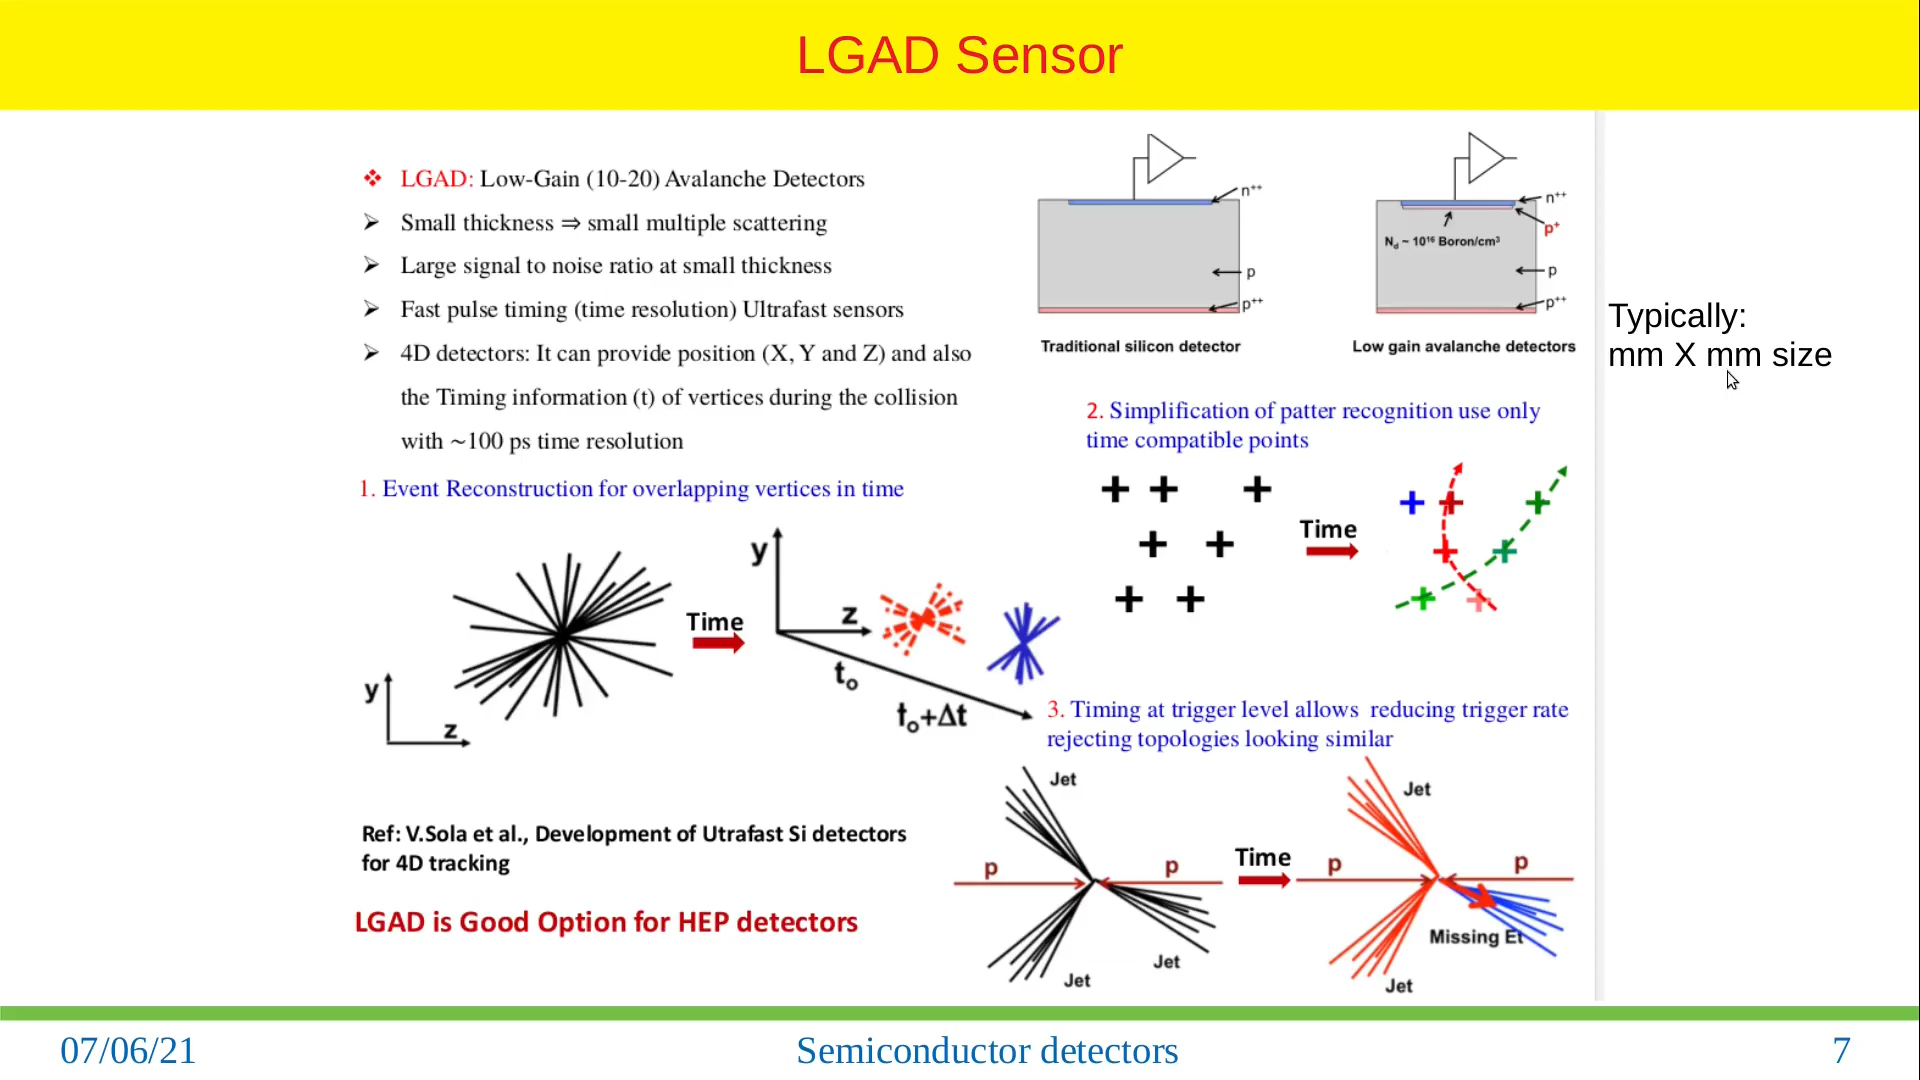 LGAD Sensor
❖ LGAD: Low-Gain (10-20) Avalanche Detectors
➢ Small thickness ⇒ small multiple scattering
➢ Large signal to noise ratio at small thickness
➢ Fast pulse timing (time resolution) Ultrafast sensors
➢ 4D detectors: It can provide position (X, Y and Z) and also
the Timing information (t) of vertices during the collision
with ~100 ps time resolution
n⁺⁺
p
p⁺⁺
Traditional silicon detector
n⁺⁺
p⁺
N_d ~ 10¹⁶ Boron/cm³
p
p⁺⁺
Low gain avalanche detectors
Typically:
mm X mm size
1. Event Reconstruction for overlapping vertices in time
y
z
Time
y
z
t₀
t₀+Δt
2. Simplification of patter recognition use only
time compatible points
Time
3. Timing at trigger level allows reducing trigger rate
rejecting topologies looking similar
Jet
p
p
Jet
Jet
Time
Jet
p
p
Missing Et
Jet
Ref: V.Sola et al., Development of Utrafast Si detectors
for 4D tracking
LGAD is Good Option for HEP detectors
07/06/21
Semiconductor detectors
7